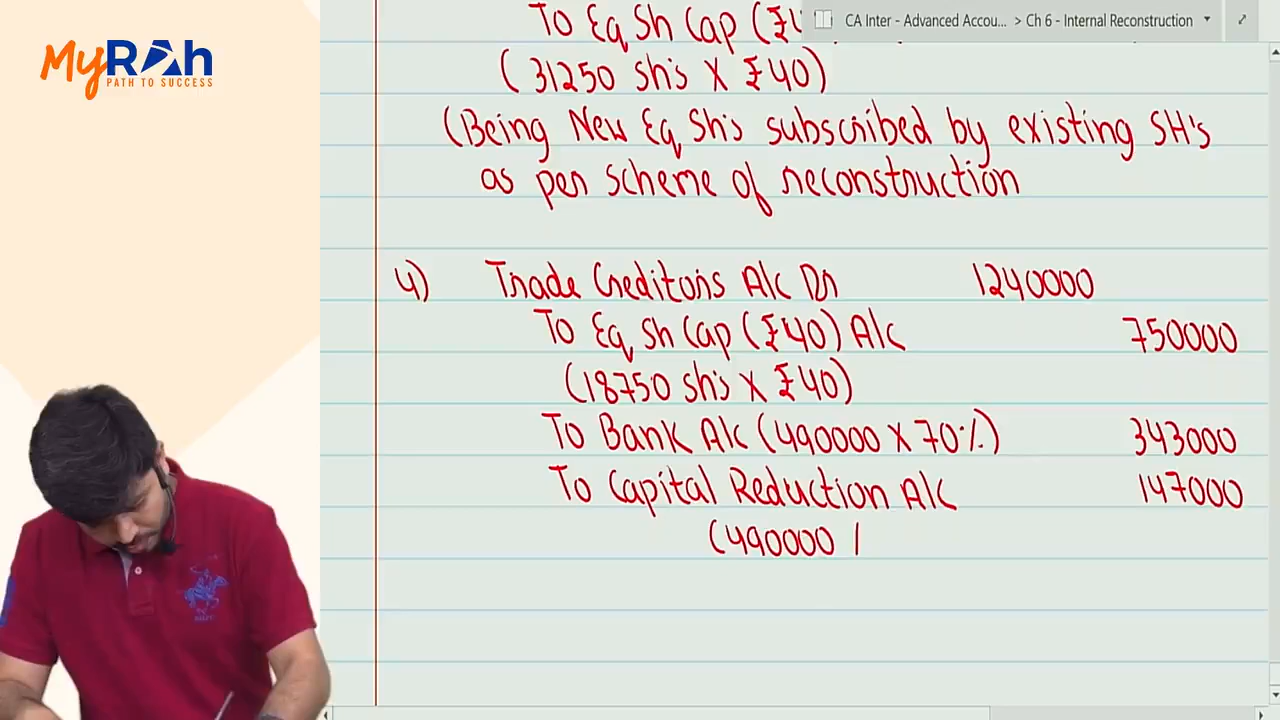 MyRAh
PATH TO SUCCESS
CA Inter - Advanced Accou... > Ch 6 - Internal Reconstruction
To Eq Sh Cap (₹4
(31250 Sh's X ₹40)
(Being New Eq Sh's subscribed by existing SH's
as per scheme of reconstruction
4) Trade Creditors A/c Dr 1240000
To Eq Sh Cap (₹40) A/c 750000
(18750 Sh's X ₹40)
To Bank A/c (490000 X 70%) 343000
To Capital Reduction A/c 147000
(490000